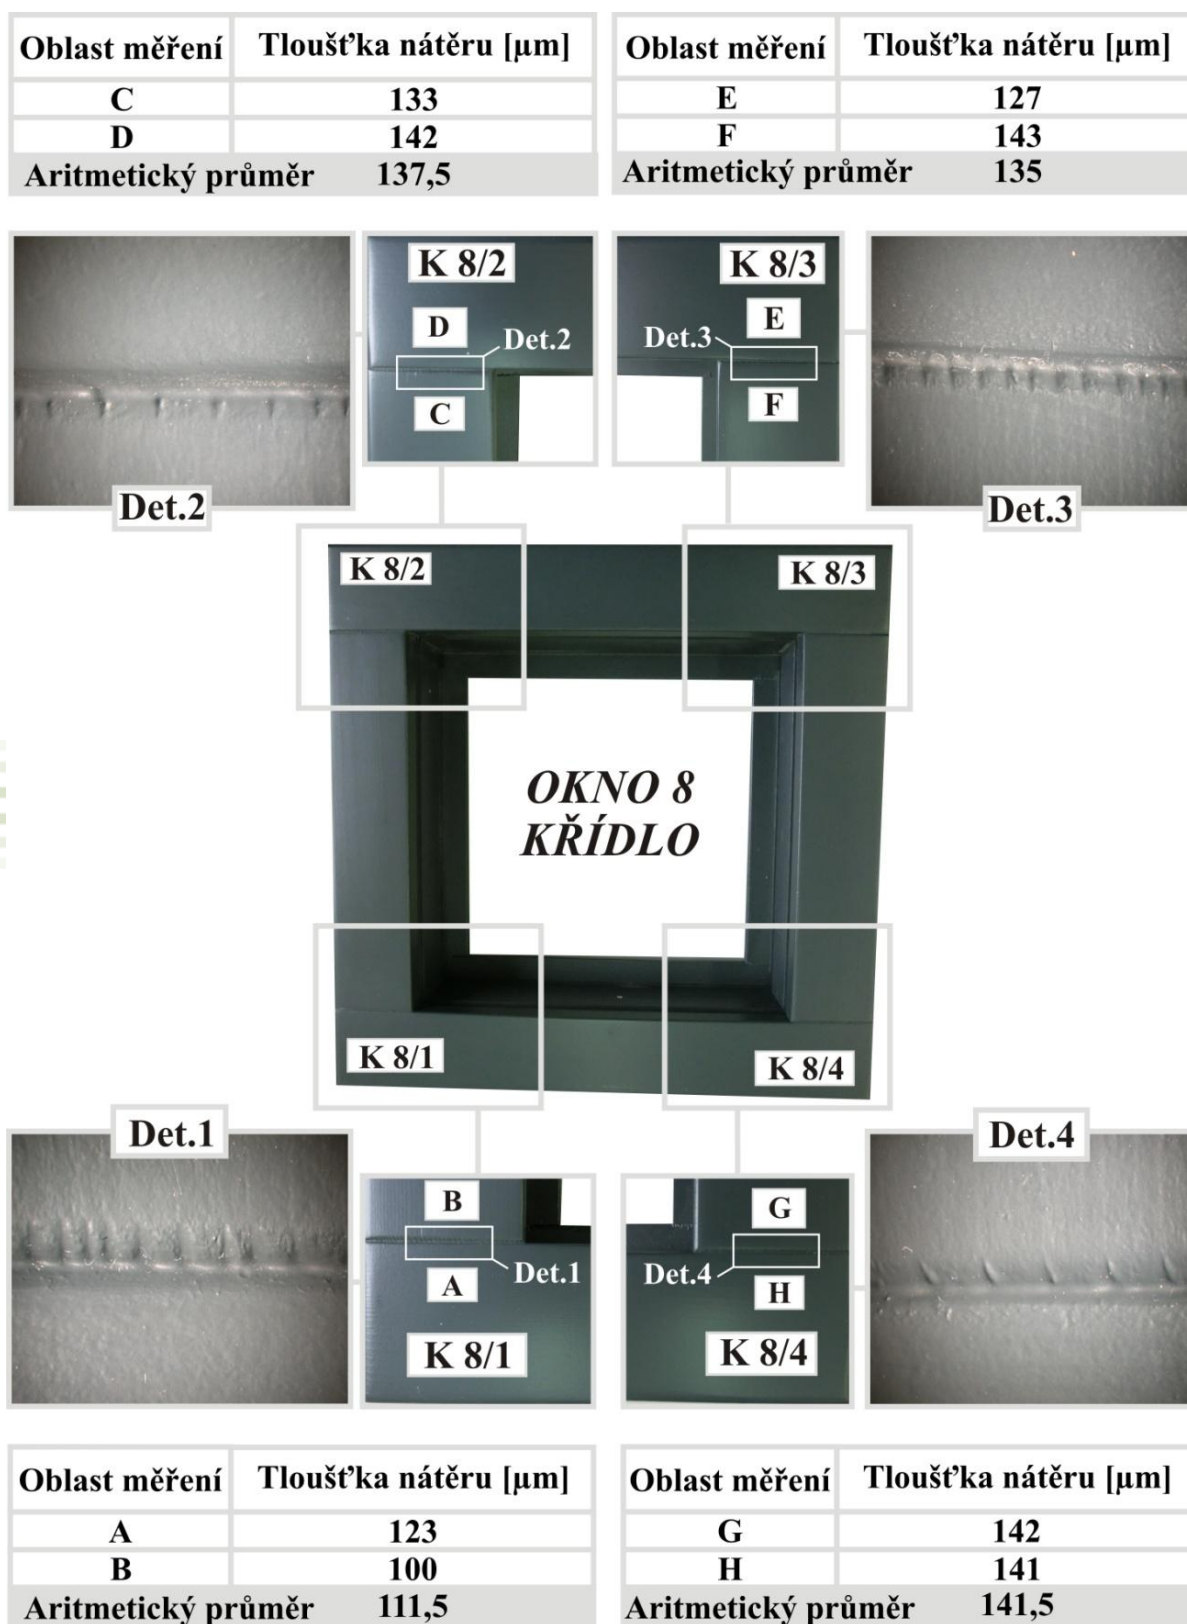 Oblast měření Tloušťka nátěru [µm]
C 133
D 142
Aritmetický průměr 137,5
Oblast měření Tloušťka nátěru [µm]
E 127
F 143
Aritmetický průměr 135
K 8/2
D
Det.2
C
Det.2
K 8/3
E
Det.3
F
Det.3
K 8/2
K 8/3
OKNO 8
KŘÍDLO
K 8/1
K 8/4
Det.1
B
Det.1
A
K 8/1
G
Det.4
H
K 8/4
Det.4
Oblast měření Tloušťka nátěru [µm]
A 123
B 100
Aritmetický průměr 111,5
Oblast měření Tloušťka nátěru [µm]
G 142
H 141
Aritmetický průměr 141,5